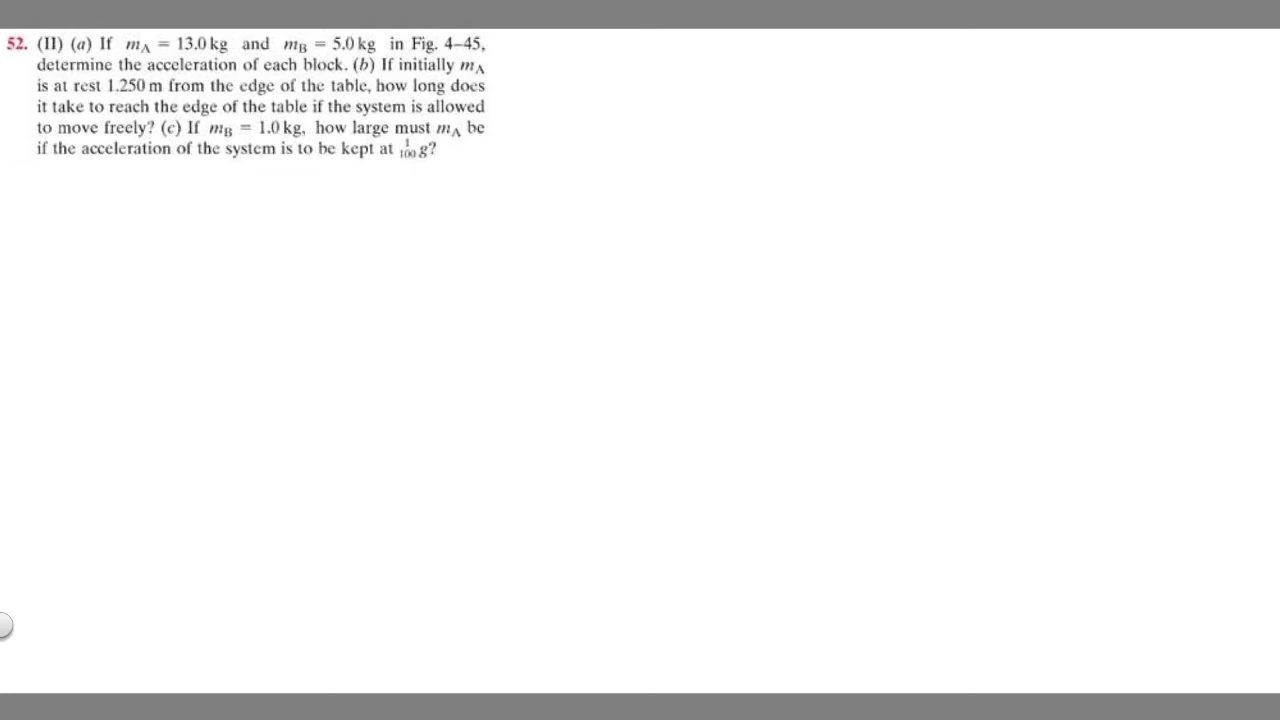 52. (II) (a) If m_A = 13.0 kg and m_B = 5.0 kg in Fig. 4–45,
determine the acceleration of each block. (b) If initially m_A
is at rest 1.250 m from the edge of the table, how long does
it take to reach the edge of the table if the system is allowed
to move freely? (c) If m_B = 1.0 kg, how large must m_A be
if the acceleration of the system is to be kept at 1/100 g?